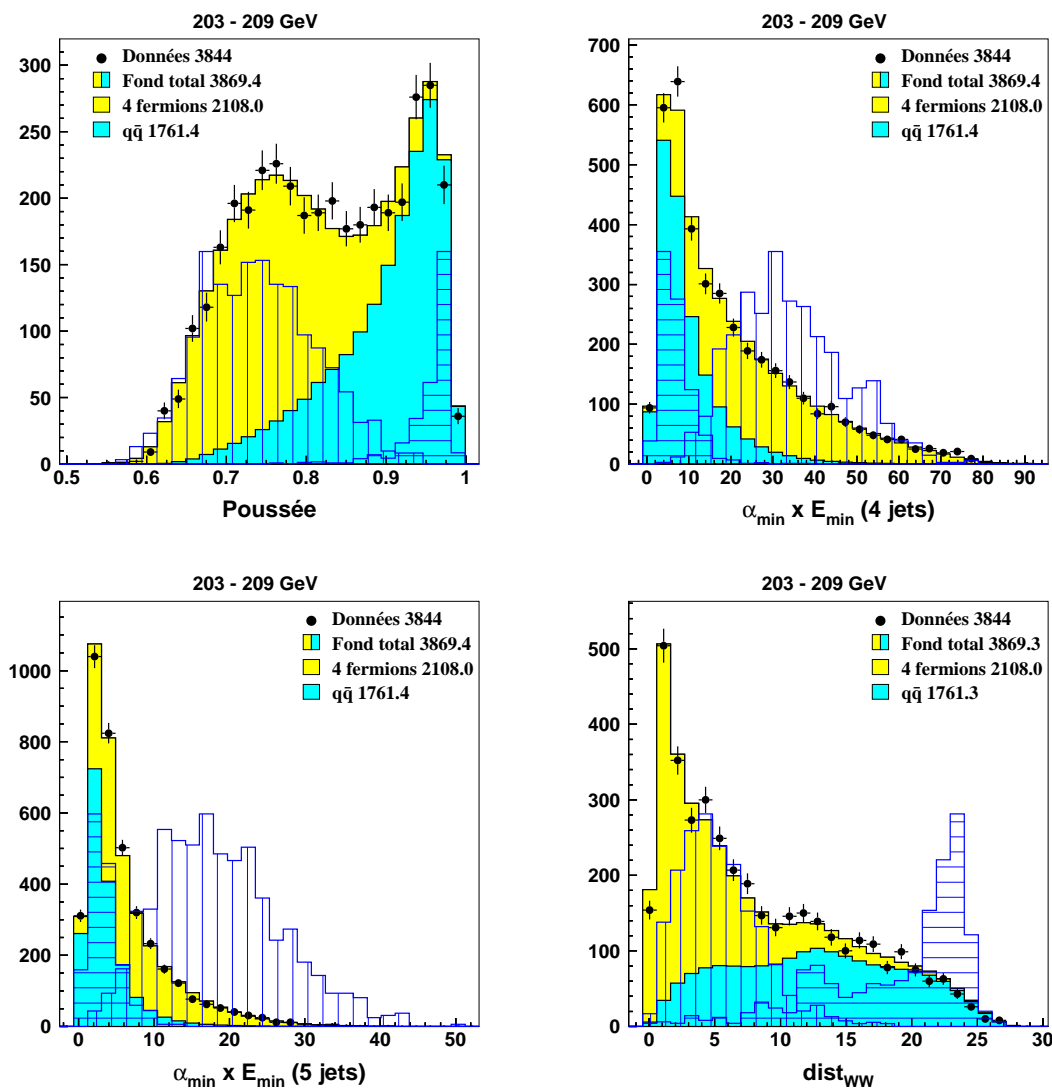 203 - 209 GeV
Données 3844
Fond total 3869.4
4 fermions 2108.0
qq̄ 1761.4
300
250
200
150
100
50
0
0.5 0.6 0.7 0.8 0.9 1
Poussée
203 - 209 GeV
Données 3844
Fond total 3869.4
4 fermions 2108.0
qq̄ 1761.4
700
600
500
400
300
200
100
0
0 10 20 30 40 50 60 70 80 90
α_min x E_min (4 jets)
203 - 209 GeV
Données 3844
Fond total 3869.4
4 fermions 2108.0
qq̄ 1761.4
1000
800
600
400
200
0
0 10 20 30 40 50
α_min x E_min (5 jets)
203 - 209 GeV
Données 3844
Fond total 3869.3
4 fermions 2108.0
qq̄ 1761.3
500
400
300
200
100
0
0 5 10 15 20 25 30
dist_WW